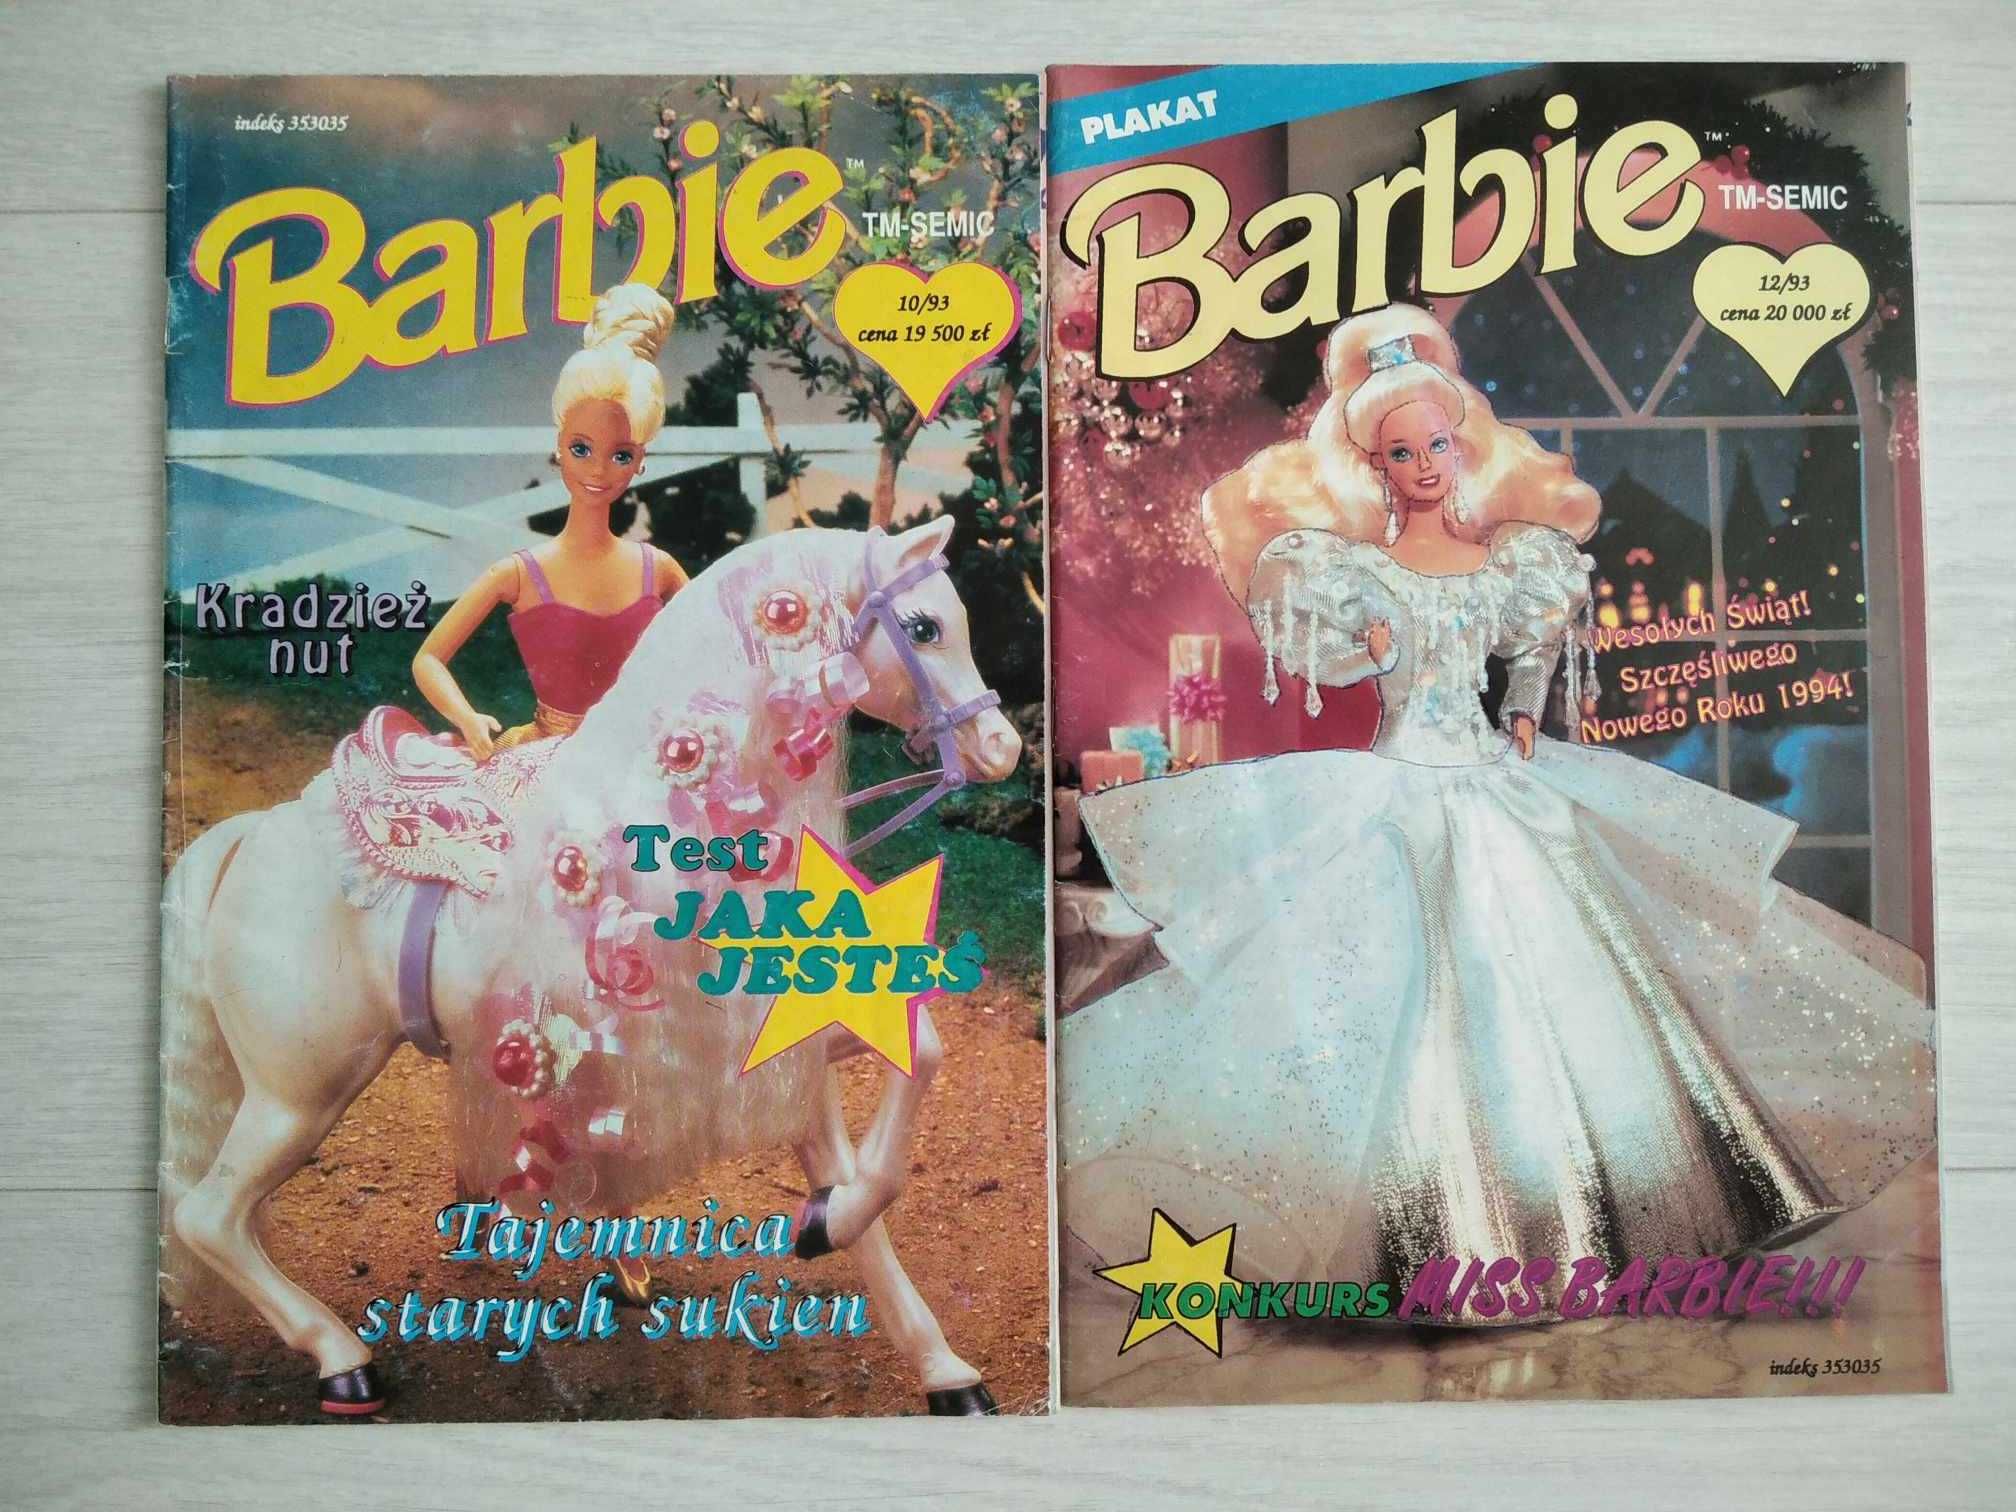 indeks 353035
Barbie™
TM-SEMIC
10/93
cena 19 500 zł
Kradzież
nut
Test
JAKA
JESTEŚ
Tajemnica
starych sukien
PLAKAT
Barbie™
TM-SEMIC
12/93
cena 20 000 zł
Wesołych Świąt!
Szczęśliwego
Nowego Roku 1994!
KONKURS MISS BARBIE!!!
indeks 353035